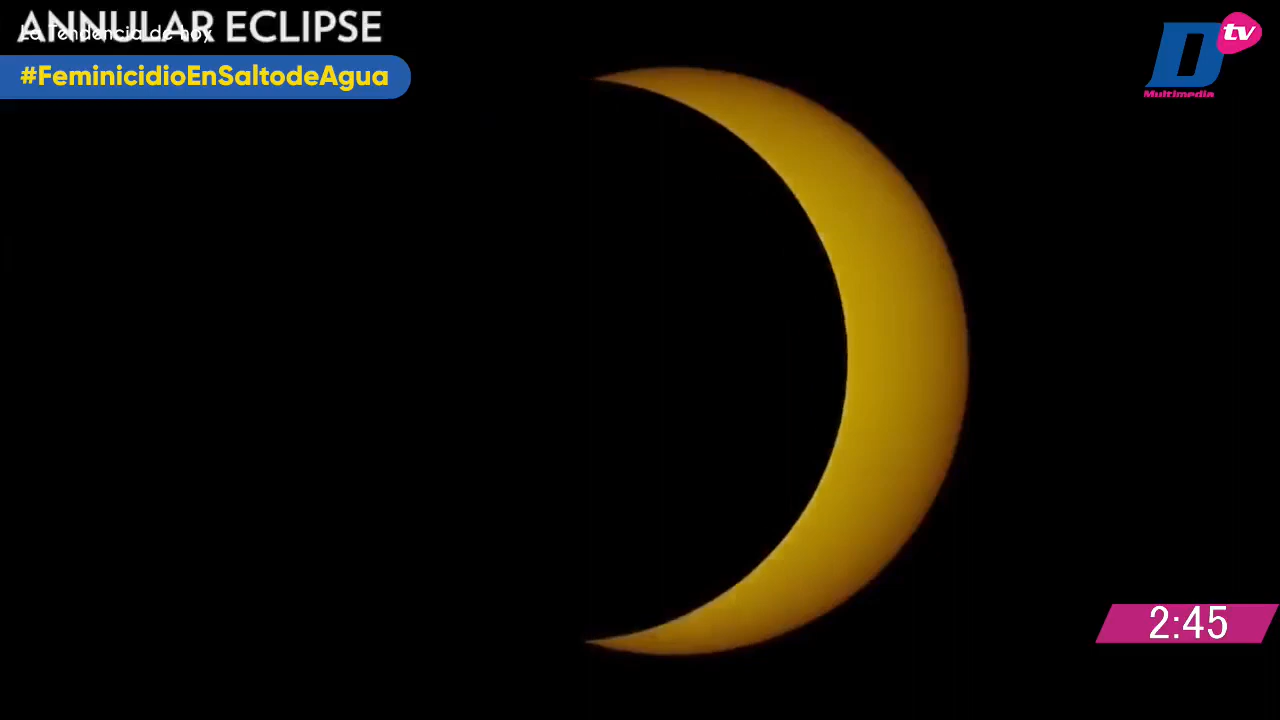 ANNULAR ECLIPSE
La Tendencia de hoy
#FeminicidioEnSaltodeAgua
D tv
Multimedia
2:45